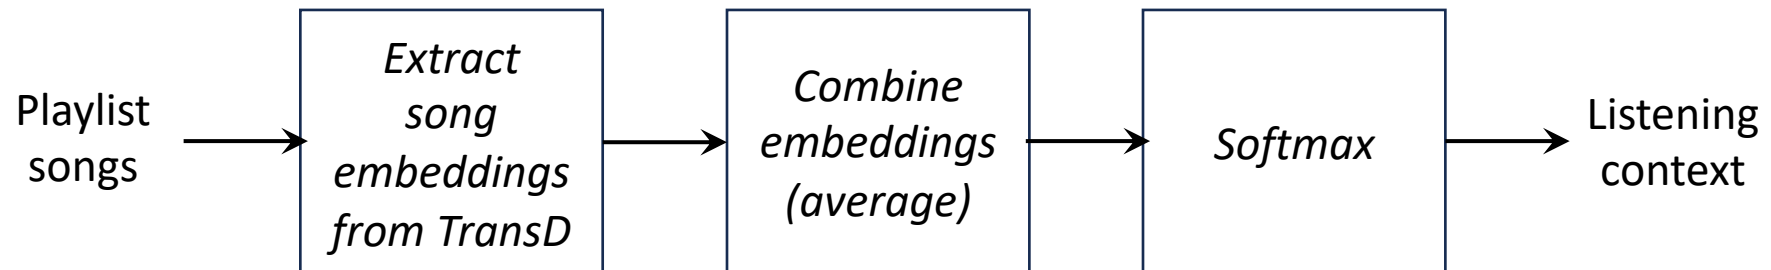 Playlist
songs
Extract
song
embeddings
from TransD
Combine
embeddings
(average)
Softmax
Listening
context